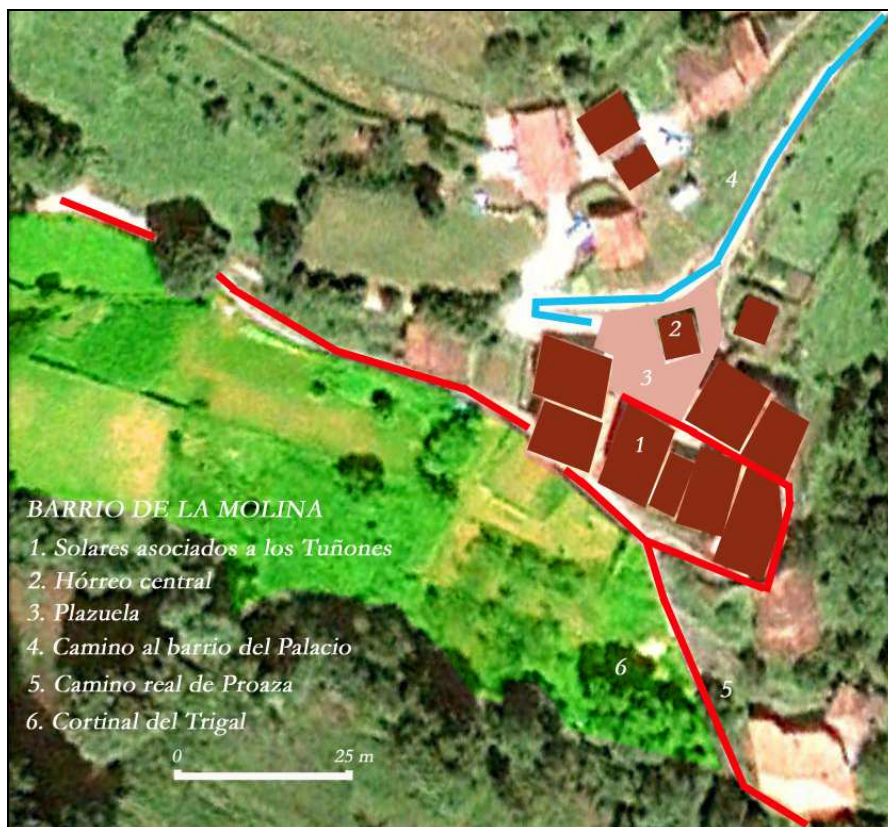 4
2
3
1
BARRIO DE LA MOLINA
1. Solares asociados a los Tuñones
2. Hórreo central
3. Plazuela
4. Camino al barrio del Palacio
5. Camino real de Proaza
6. Cortinal del Trigal
6
5
0 25 m